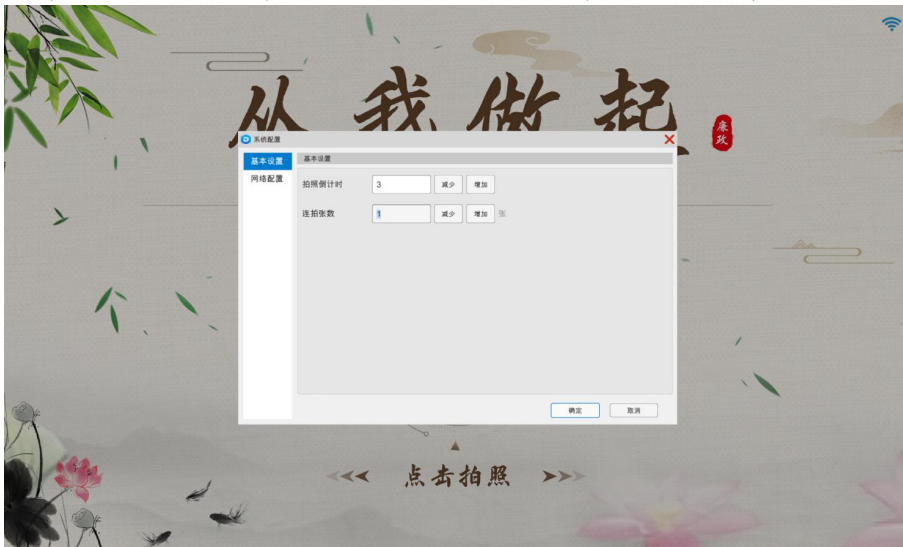 从我做起
廉政
系统配置
基本设置
网络配置
基本设置
拍照倒计时 3 减少 增加
连拍张数 1 减少 增加 张
确定 取消
<<< 点击拍照 >>>